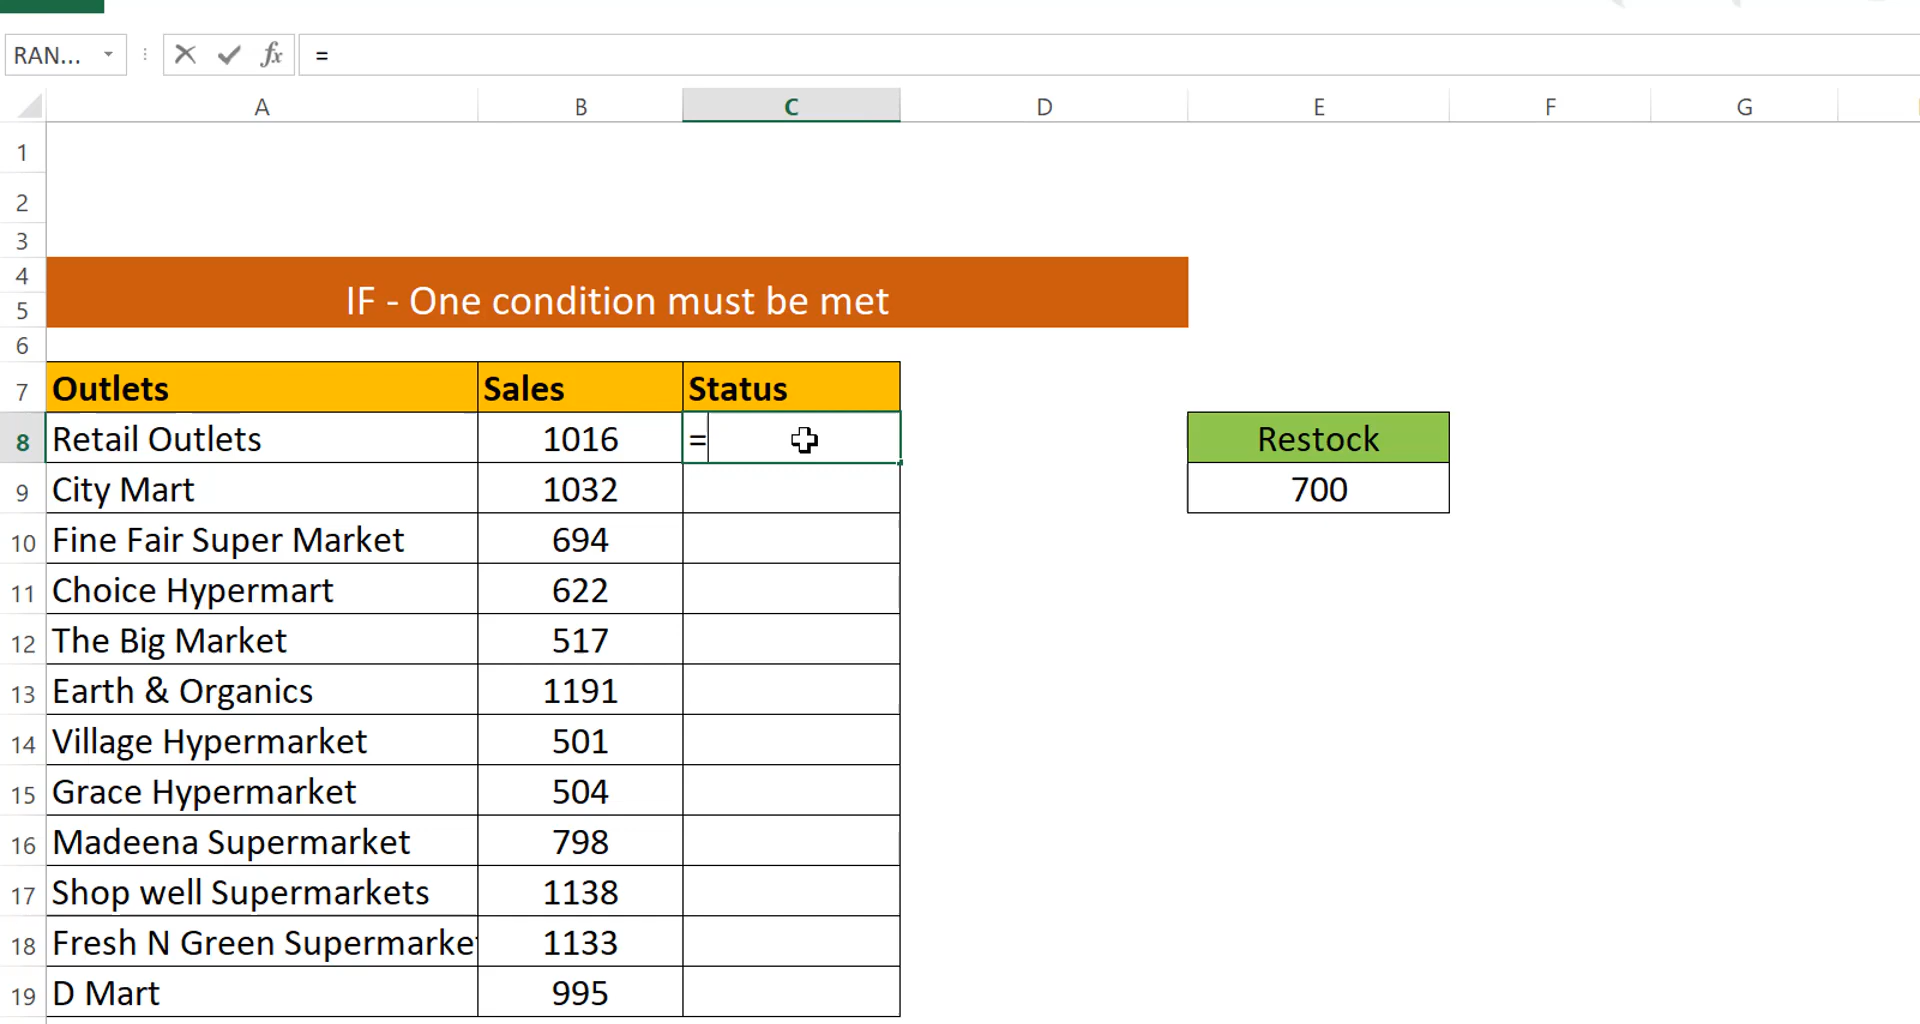 RAN... fx =
A B C D E F G
1
2
3
4
5 IF - One condition must be met
6
7 Outlets Sales Status
8 Retail Outlets 1016 = Restock
9 City Mart 1032 700
10 Fine Fair Super Market 694
11 Choice Hypermart 622
12 The Big Market 517
13 Earth & Organics 1191
14 Village Hypermarket 501
15 Grace Hypermarket 504
16 Madeena Supermarket 798
17 Shop well Supermarkets 1138
18 Fresh N Green Supermarket 1133
19 D Mart 995